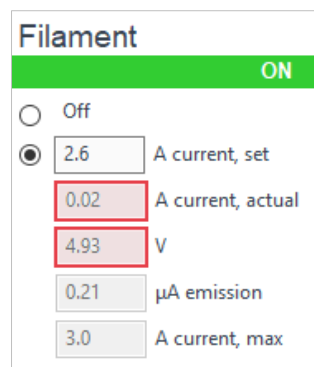 Filament
ON
Off
2.6 A current, set
0.02 A current, actual
4.93 V
0.21 µA emission
3.0 A current, max